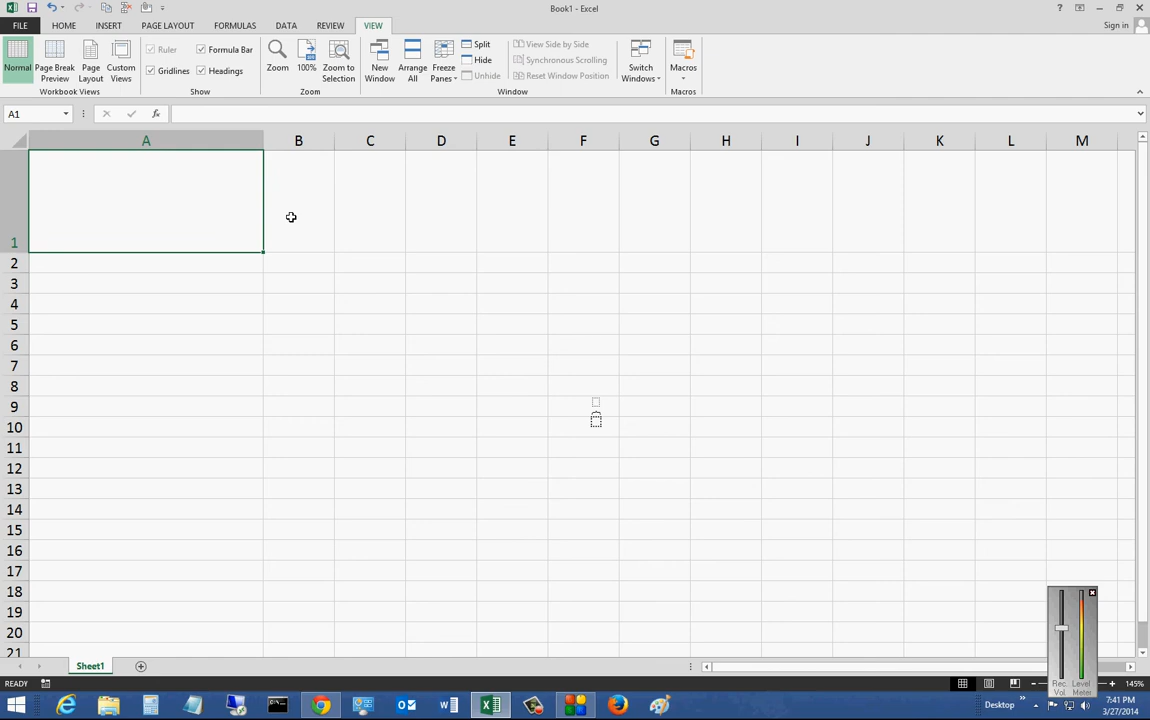 Book1 - Excel
Sign in
FILE HOME INSERT PAGE LAYOUT FORMULAS DATA REVIEW VIEW
Normal Page Break Preview Page Layout Custom Views
Ruler Formula Bar
Gridlines Headings
Zoom 100% Zoom to Selection
New Window Arrange All Freeze Panes
Split
Hide
Unhide
View Side by Side
Synchronous Scrolling
Reset Window Position
Switch Windows
Macros
Workbook Views Show Zoom Window Macros
A1 fx
A B C D E F G H I J K L M
1
2
3
4
5
6
7
8
9
10
11
12
13
14
15
16
17
18
19
20
21
Sheet1
Rec. Vol Level Meter
READY 145%
Desktop
7:41 PM
3/27/2014